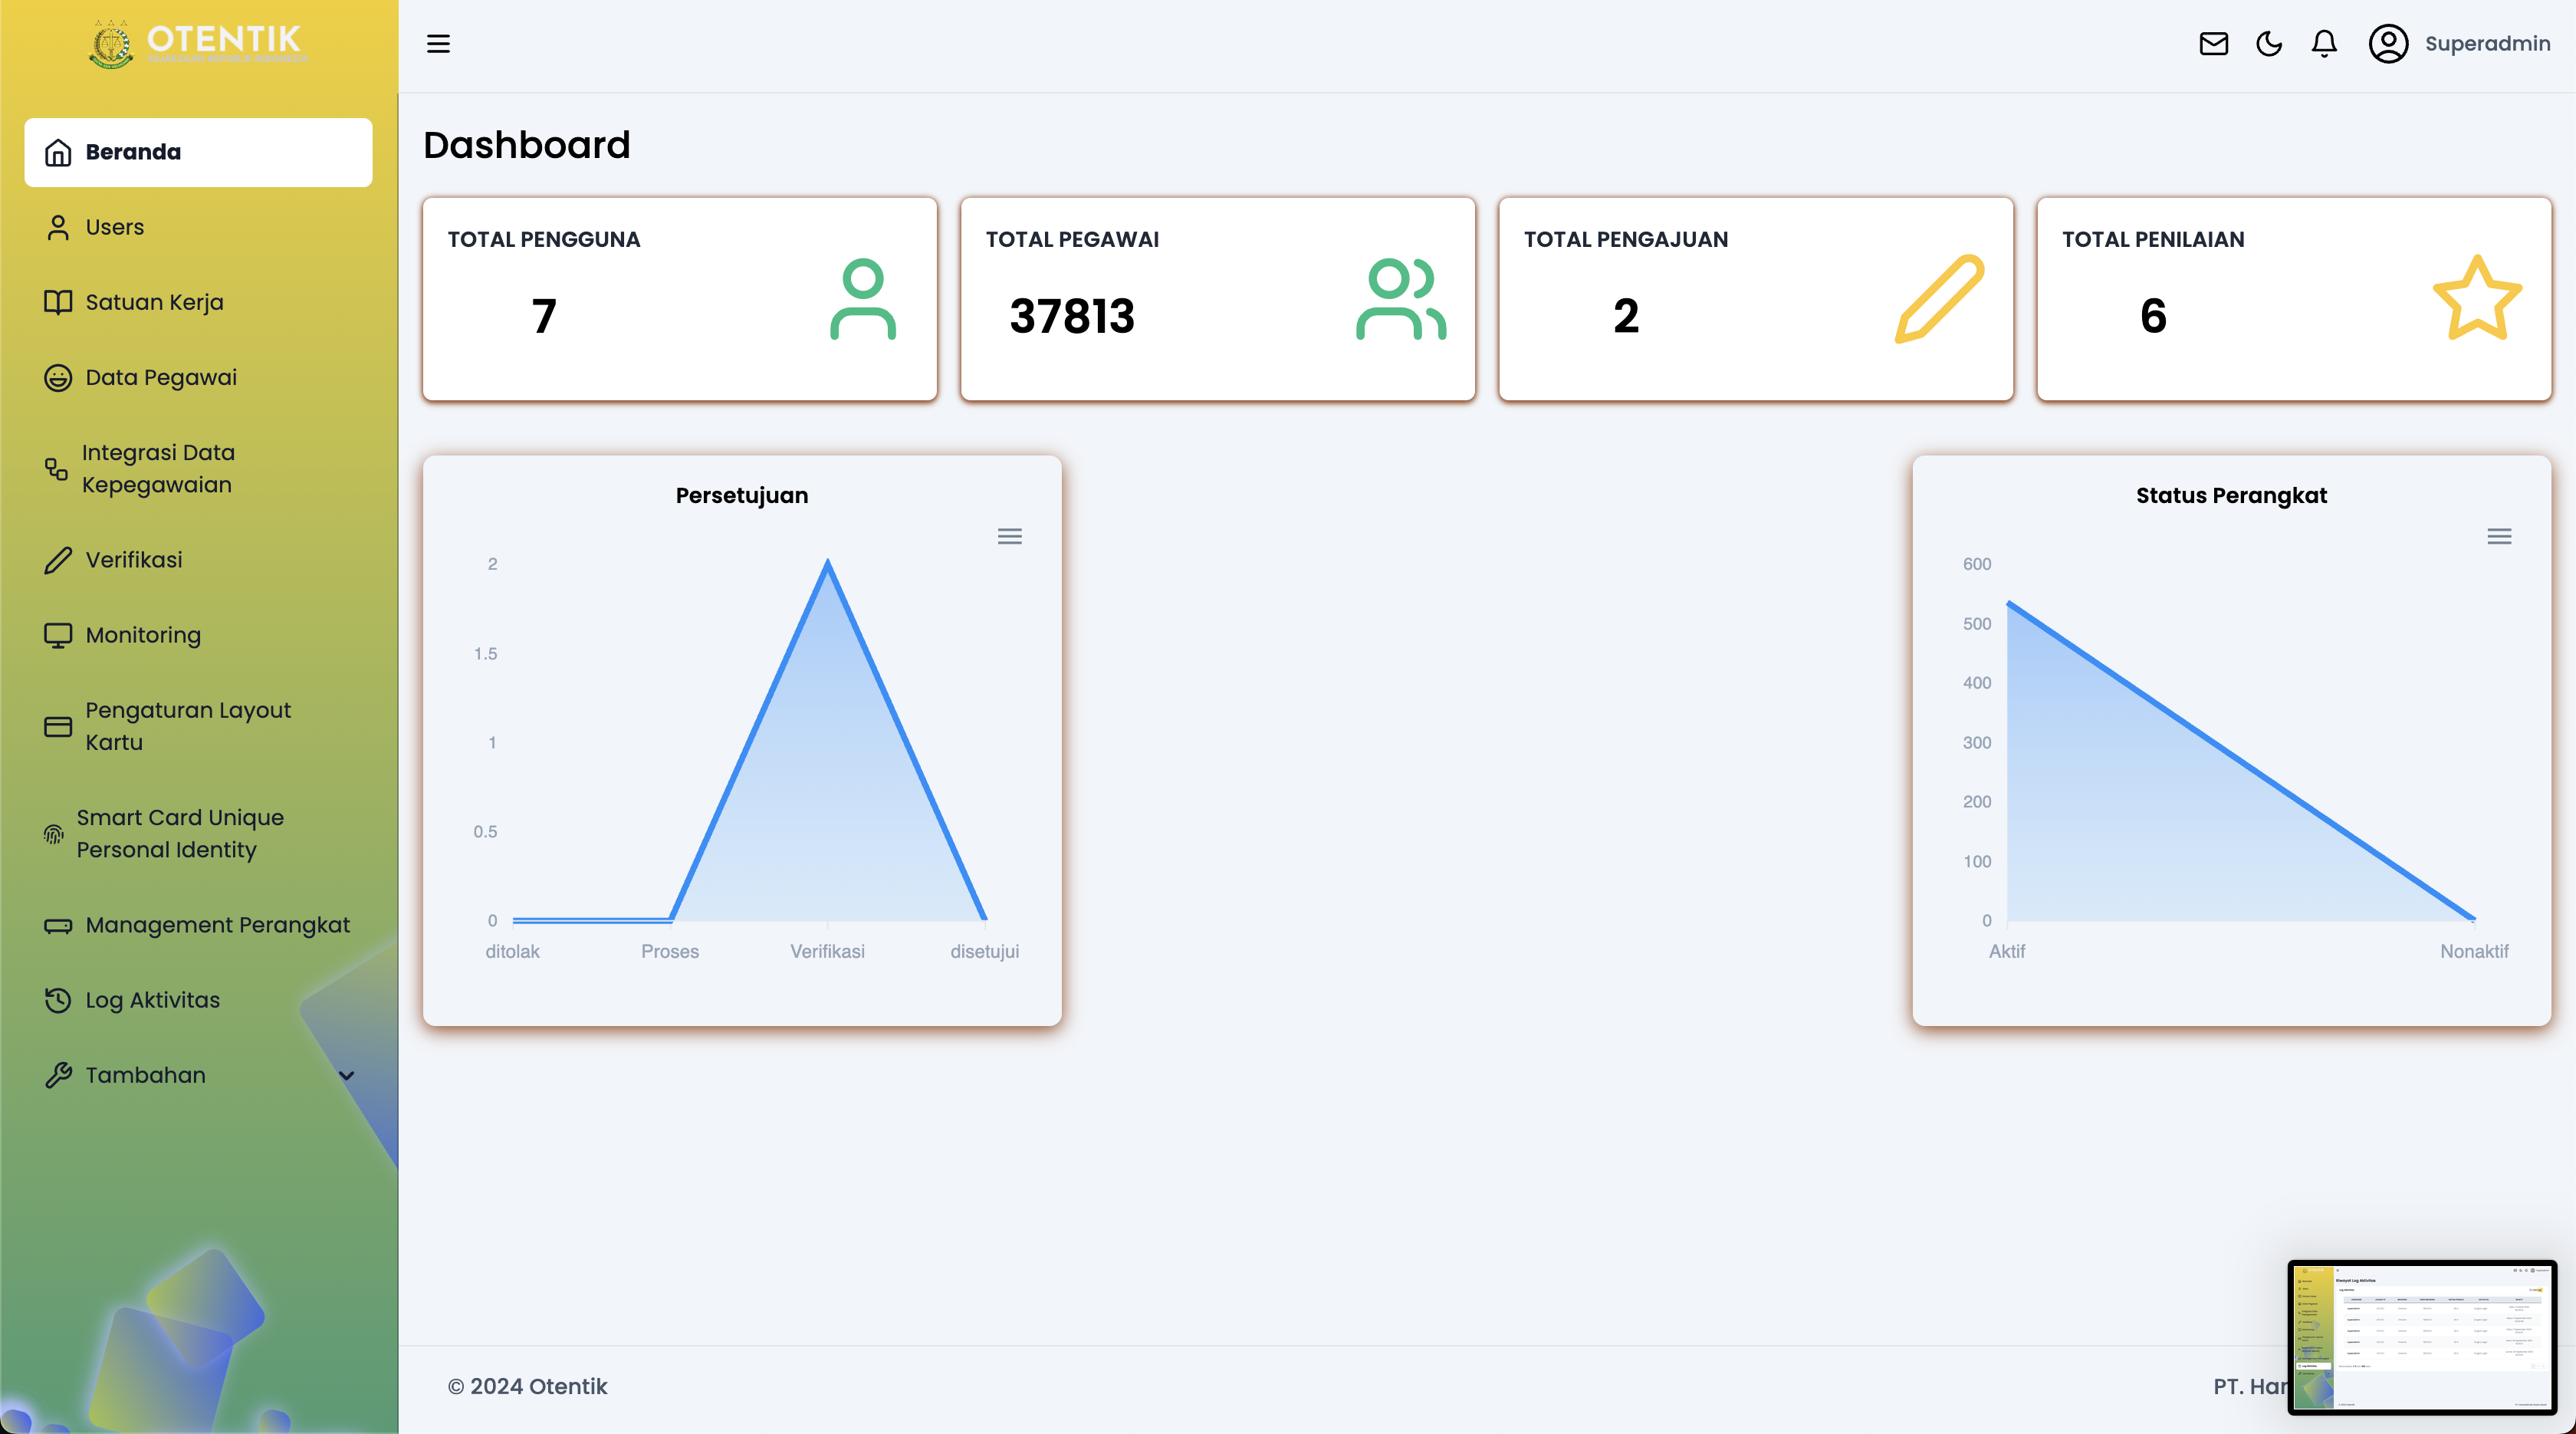 OTENTIK
Superadmin
Beranda
Users
Satuan Kerja
Data Pegawai
Integrasi Data
Kepegawaian
Verifikasi
Monitoring
Pengaturan Layout
Kartu
Smart Card Unique
Personal Identity
Management Perangkat
Log Aktivitas
Tambahan
Dashboard
TOTAL PENGGUNA
7
TOTAL PEGAWAI
37813
TOTAL PENGAJUAN
2
TOTAL PENILAIAN
6
Persetujuan
2
1.5
1
0.5
0
ditolak Proses Verifikasi disetujui
Status Perangkat
600
500
400
300
200
100
0
Aktif Nonaktif
© 2024 Otentik
PT. Har